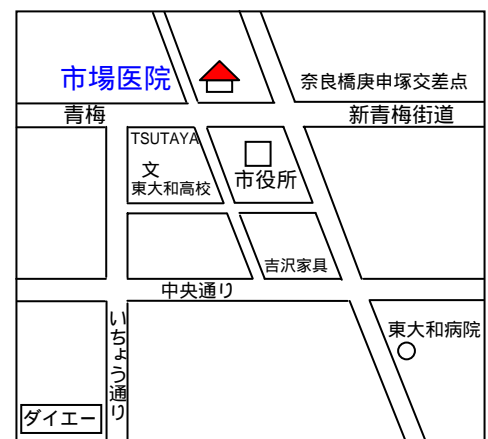 市場医院
奈良橋庚申塚交差点
青梅
新青梅街道
TSUTAYA
文
東大和高校
市役所
吉沢家具
中央通り
いちょう通り
東大和病院
ダイエー